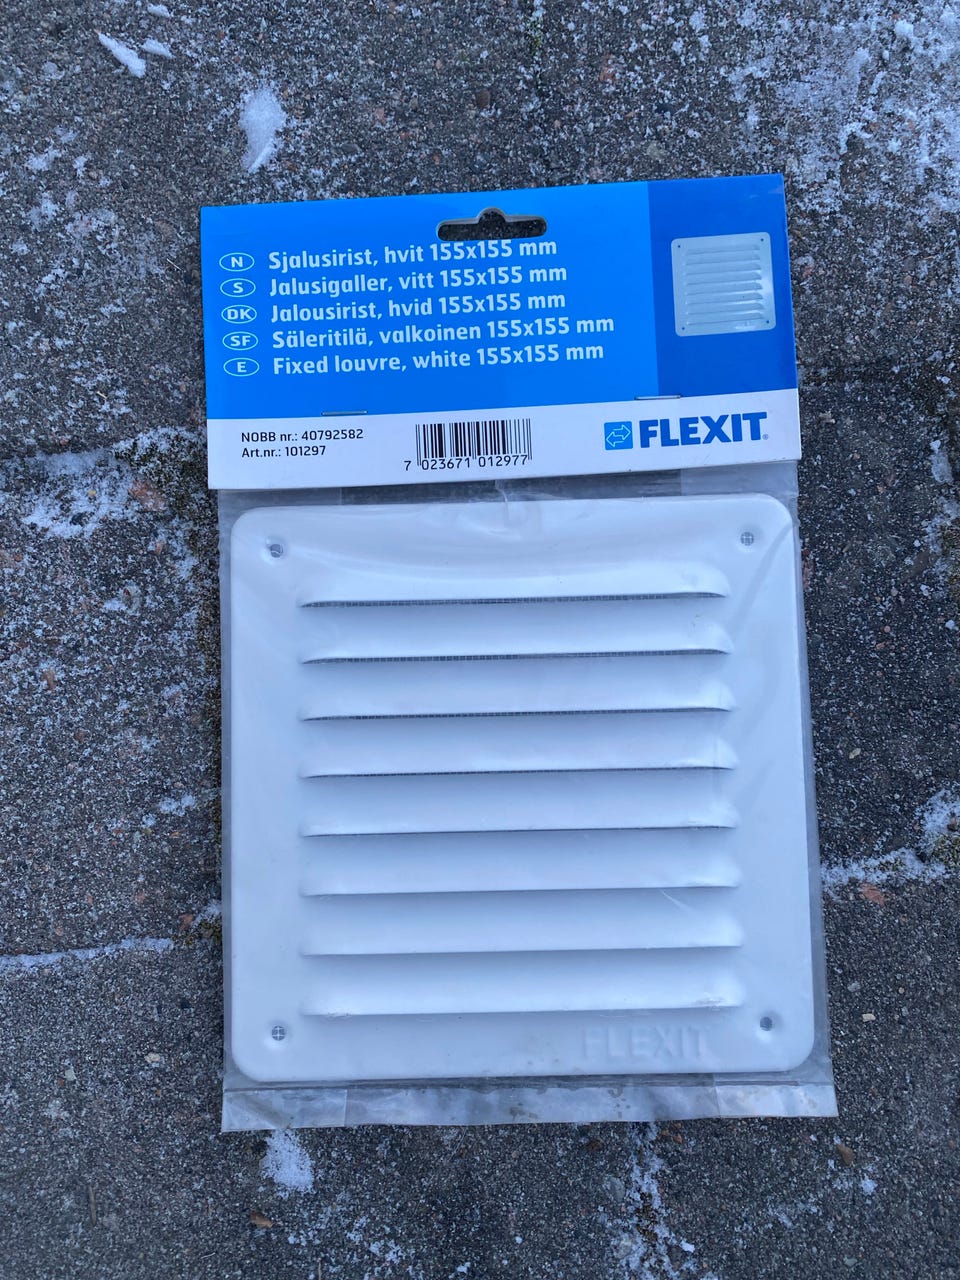 N Sjalusirist, hvit 155x155 mm
S Jalusigaller, vitt 155x155 mm
DK Jalousirist, hvid 155x155 mm
SF Säleritilä, valkoinen 155x155 mm
E Fixed louvre, white 155x155 mm
NOBB nr.: 40792582
Art.nr.: 101297
7 023671 012977
FLEXIT®
FLEXIT